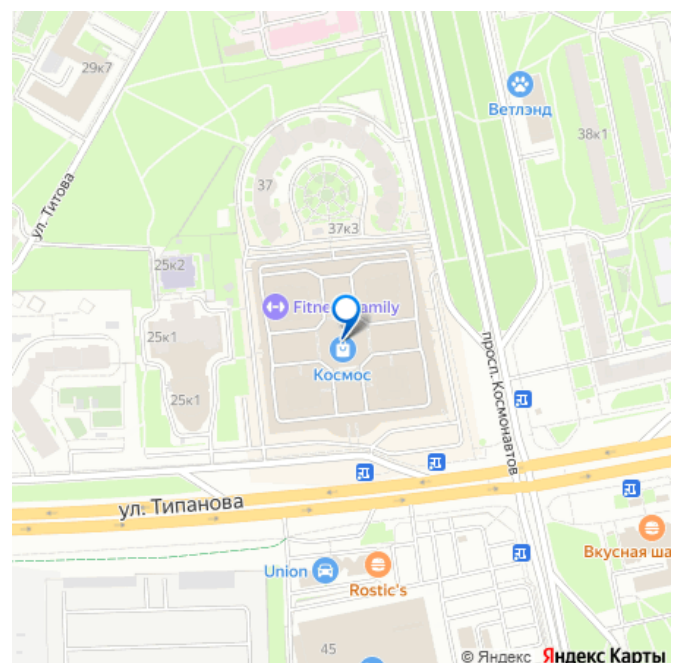 29к7
Ветлэнд
38к1
37
ул. Титова
37к3
25к2
Fitne Family
25к1
просп. Космонавтов
Космос
25к1
ул. Типанова
Вкусная ша
Union
Rostic's
45
© Яндекс Яндекс Карты